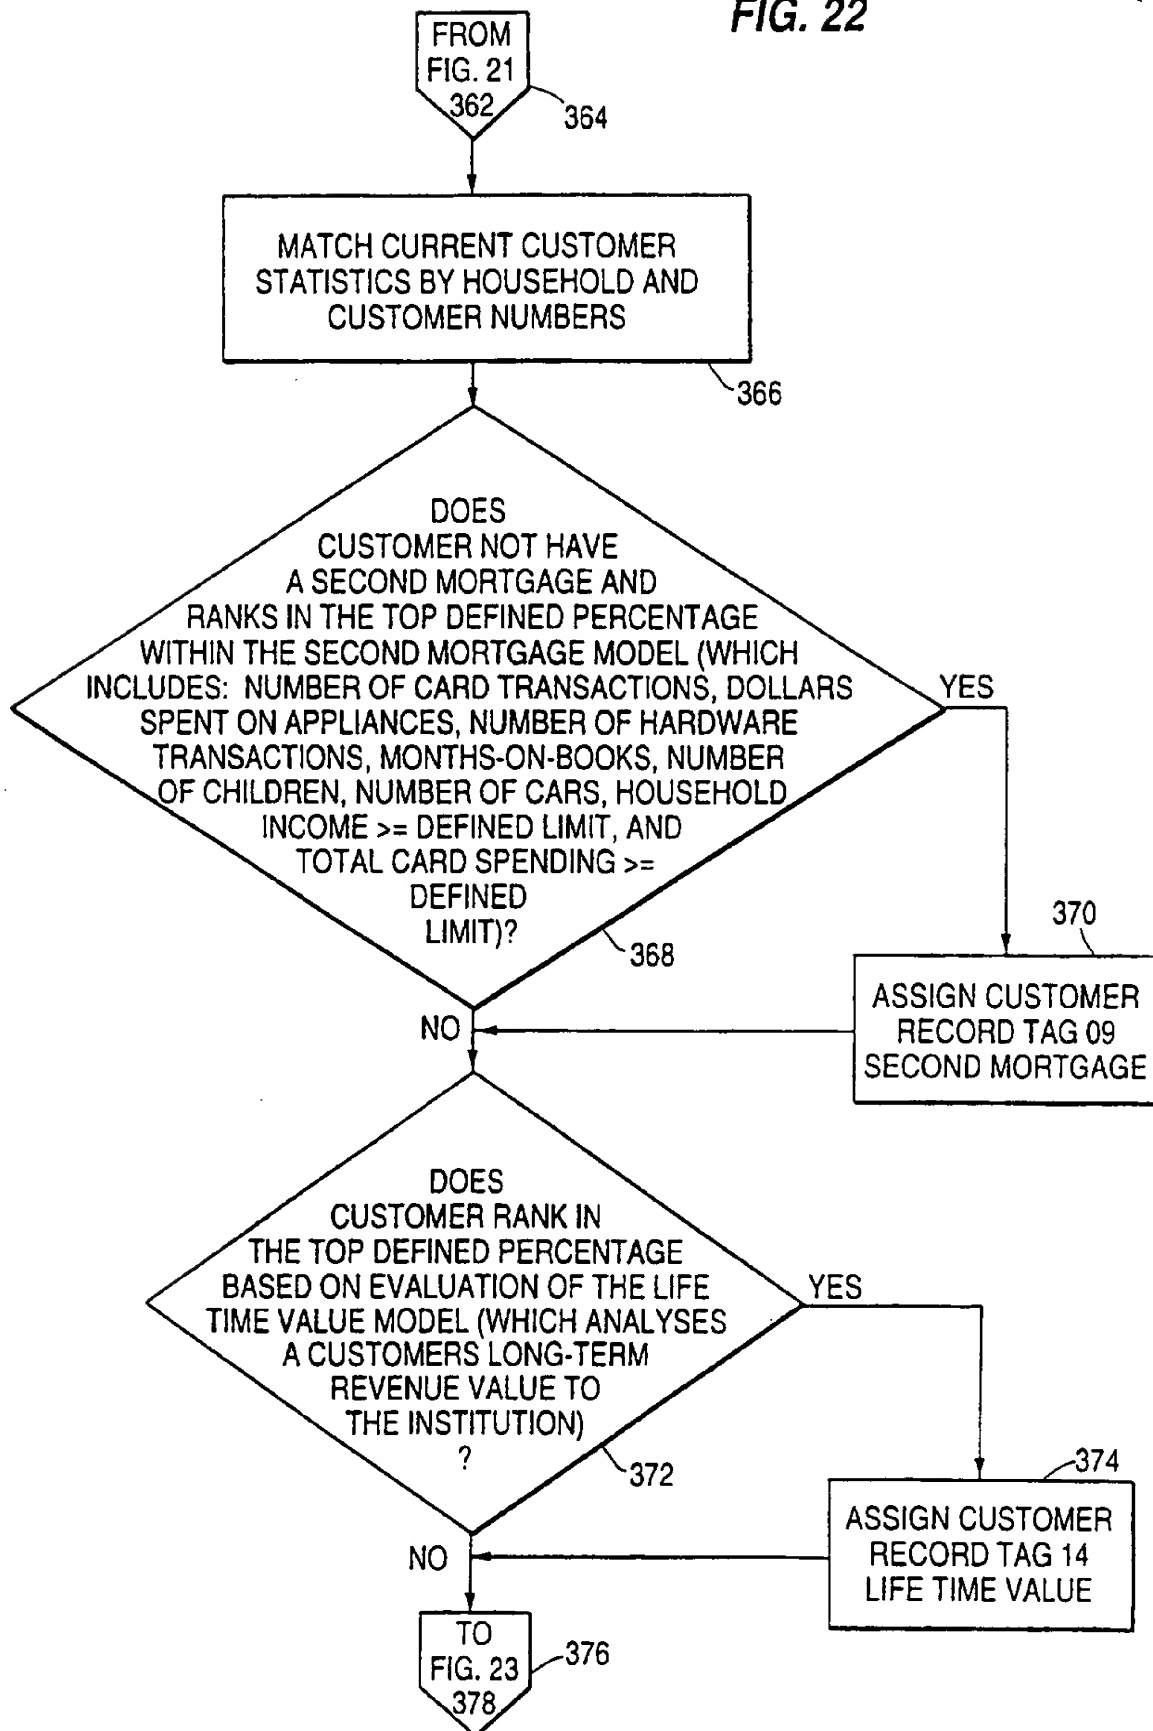 FIG. 22
FROM
FIG. 21
362
364
MATCH CURRENT CUSTOMER
STATISTICS BY HOUSEHOLD AND
CUSTOMER NUMBERS
366
DOES
CUSTOMER NOT HAVE
A SECOND MORTGAGE AND
RANKS IN THE TOP DEFINED PERCENTAGE
WITHIN THE SECOND MORTGAGE MODEL (WHICH
INCLUDES: NUMBER OF CARD TRANSACTIONS, DOLLARS
SPENT ON APPLIANCES, NUMBER OF HARDWARE
TRANSACTIONS, MONTHS-ON-BOOKS, NUMBER
OF CHILDREN, NUMBER OF CARS, HOUSEHOLD
INCOME >= DEFINED LIMIT, AND
TOTAL CARD SPENDING >=
DEFINED
LIMIT)?
368
YES
370
ASSIGN CUSTOMER
RECORD TAG 09
SECOND MORTGAGE
NO
DOES
CUSTOMER RANK IN
THE TOP DEFINED PERCENTAGE
BASED ON EVALUATION OF THE LIFE
TIME VALUE MODEL (WHICH ANALYSES
A CUSTOMERS LONG-TERM
REVENUE VALUE TO
THE INSTITUTION)
?
372
YES
374
ASSIGN CUSTOMER
RECORD TAG 14
LIFE TIME VALUE
NO
TO
FIG. 23
378
376